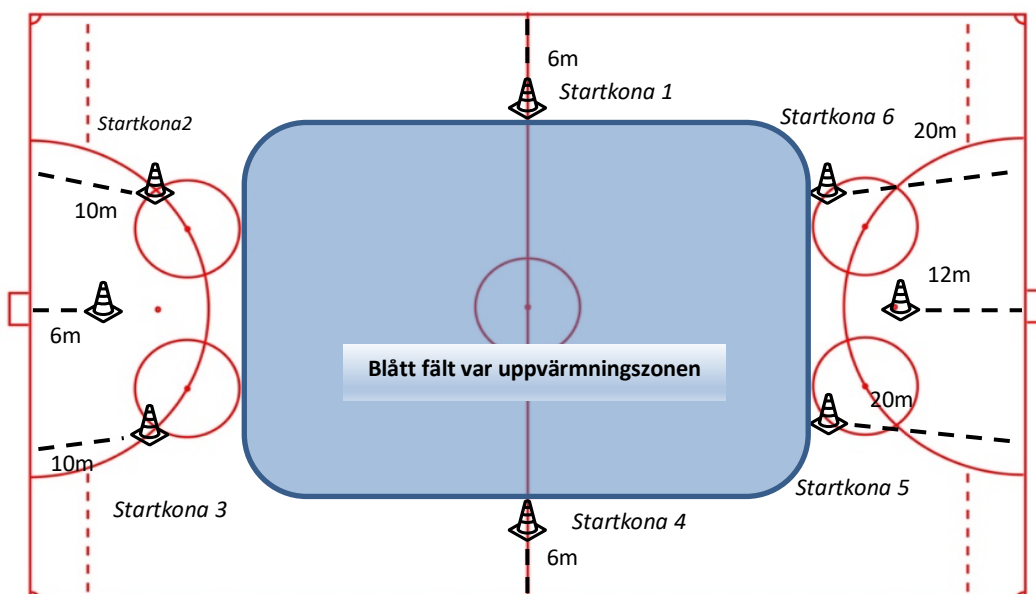 6m
Startkona 1
Startkona2
Startkona 6
20m
10m
12m
6m
Blått fält var uppvärmningszonen
20m
10m
Startkona 5
Startkona 3
Startkona 4
6m